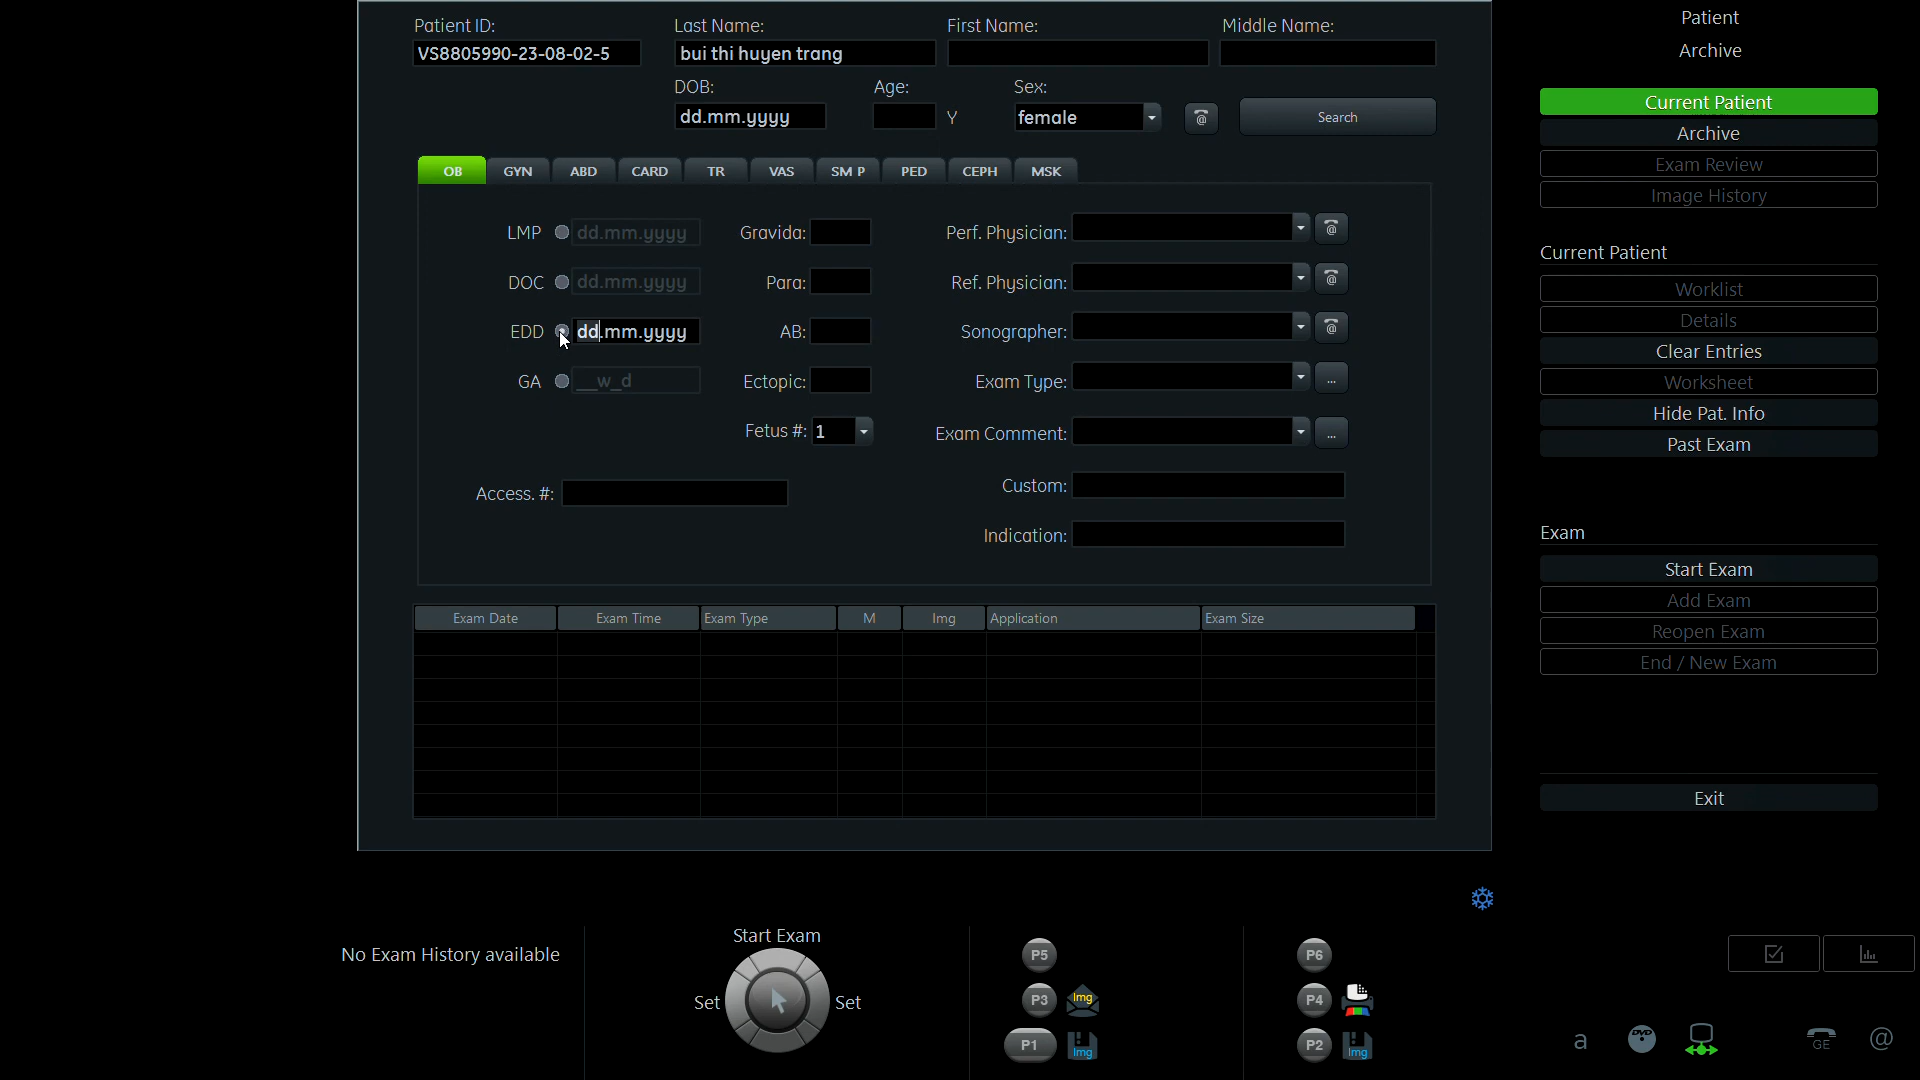 Patient ID: Last Name: First Name: Middle Name:
VS8805990-23-08-02-5 bui thi huyen trang
DOB: Age: Sex:
dd.mm.yyyy Y female @ Search
OB GYN ABD CARD TR VAS SM P PED CEPH MSK
LMP dd.mm.yyyy Gravida: Perf. Physician: @
DOC dd.mm.yyyy Para: Ref. Physician: @
EDD dd.mm.yyyy AB: Sonographer: @
GA __w_d Ectopic: Exam Type: ...
Fetus #: 1 Exam Comment: ...
Access. #: Custom:
Indication:
Exam Date Exam Time Exam Type M Img Application Exam Size
Patient
Archive
Current Patient
Archive
Exam Review
Image History
Current Patient
Worklist
Details
Clear Entries
Worksheet
Hide Pat. Info
Past Exam
Exam
Start Exam
Add Exam
Reopen Exam
End / New Exam
Exit
No Exam History available
Start Exam
Set Set
P5 P6
P3 Img P4
P1 Img P2 Img
a DVD GE @